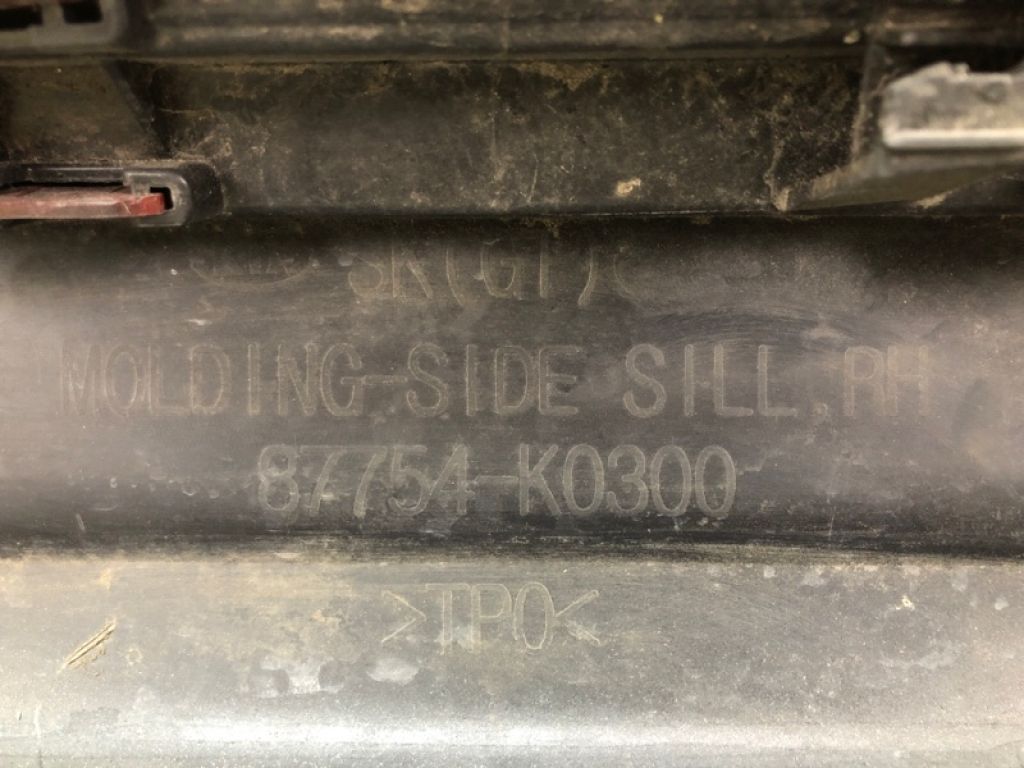 SK(GT)
MOLDING-SIDE SILL,RH
87754-K0300
>TPO<